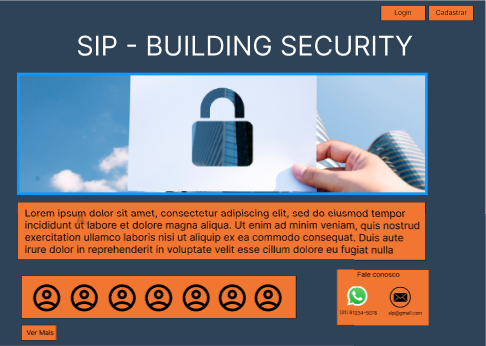 Login Cadastrar
SIP - BUILDING SECURITY
Lorem ipsum dolor sit amet, consectetur adipiscing elit, sed do eiusmod tempor
incididunt ut labore et dolore magna aliqua. Ut enim ad minim veniam, quis nostrud
exercitation ullamco laboris nisi ut aliquip ex ea commodo consequat. Duis aute
irure dolor in reprehenderit in voluptate velit esse cillum dolore eu fugiat nulla
Fale conosco
(31) 91234-5678 sip@gmail.com
Ver Mais